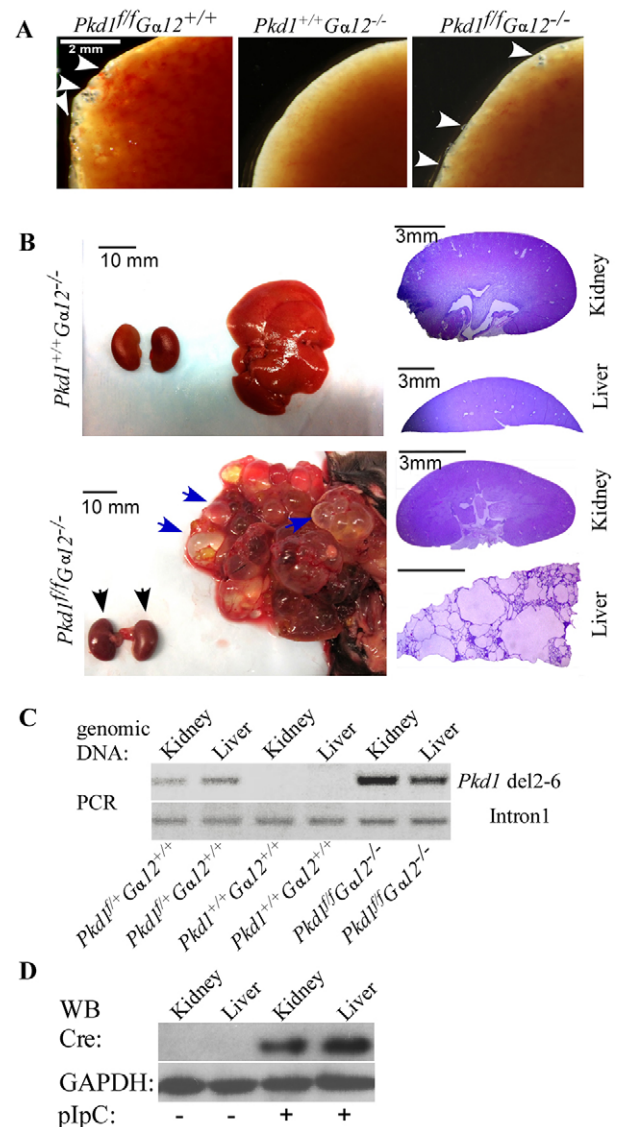 A
Pkd1f/fGα12+/+
Pkd1+/+Gα12-/-
Pkd1f/fGα12-/-
2 mm
B
10 mm
Pkd1+/+Gα12-/-
3mm
Kidney
3mm
Liver
10 mm
Pkd1f/fGα12-/-
3mm
Kidney
Liver
C
genomic
DNA:
Kidney
Liver
Kidney
Liver
Kidney
Liver
Pkd1 del2-6
PCR
Intron1
Pkd1f/+Gα12+/+
Pkd1f/+Gα12+/+
Pkd1+/+Gα12+/+
Pkd1+/+Gα12+/+
Pkd1f/fGα12-/-
Pkd1f/fGα12-/-
D
WB
Kidney
Liver
Kidney
Liver
Cre:
GAPDH:
pIpC: - - + +